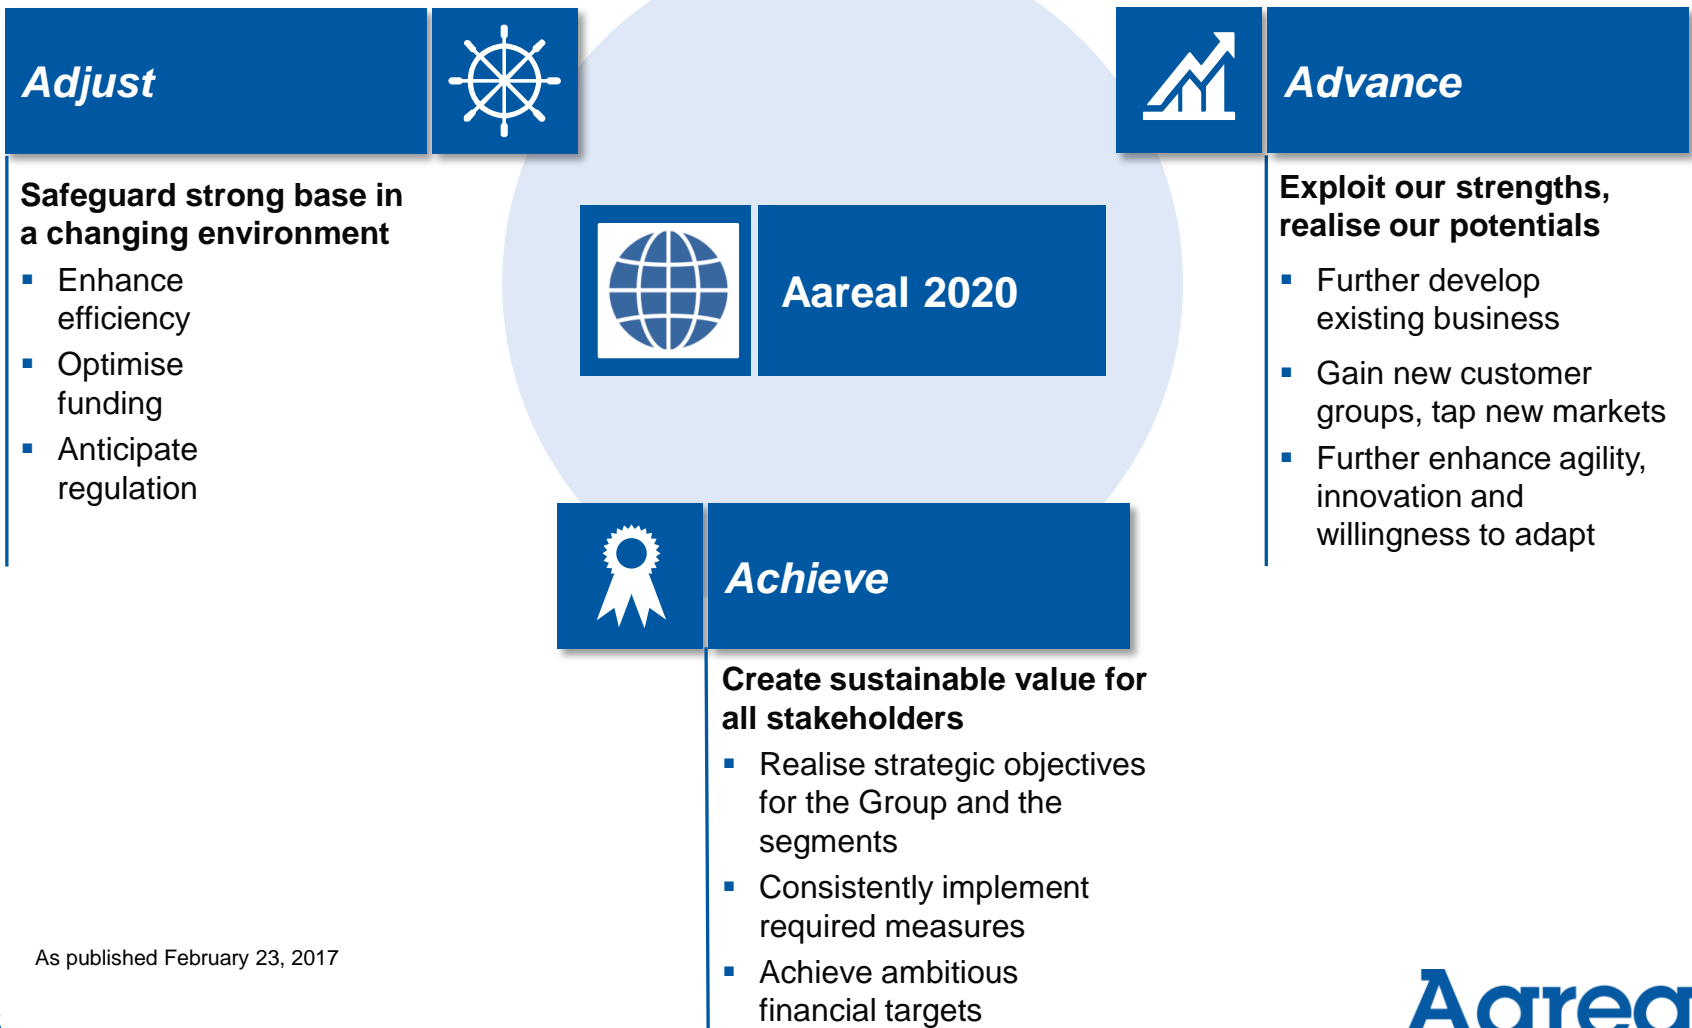 Adjust
Safeguard strong base in
a changing environment
▪ Enhance
efficiency
▪ Optimise
funding
▪ Anticipate
regulation
Aareal 2020
Advance
Exploit our strengths,
realise our potentials
▪ Further develop
existing business
▪ Gain new customer
groups, tap new markets
▪ Further enhance agility,
innovation and
willingness to adapt
Achieve
Create sustainable value for
all stakeholders
▪ Realise strategic objectives
for the Group and the
segments
▪ Consistently implement
required measures
▪ Achieve ambitious
financial targets
As published February 23, 2017
Aarea